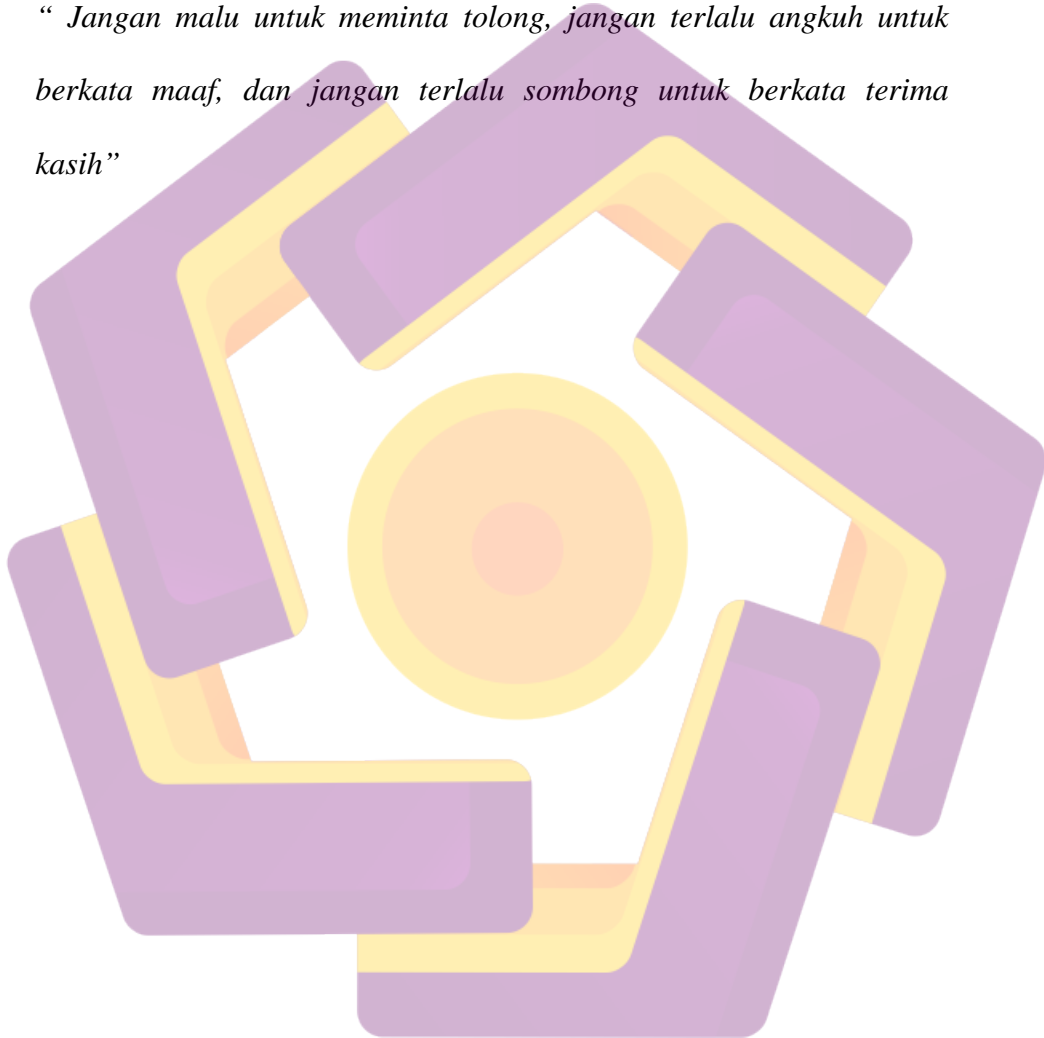 “ Jangan malu untuk meminta tolong, jangan terlalu angkuh untuk
berkata maaf, dan jangan terlalu sombong untuk berkata terima
kasih”